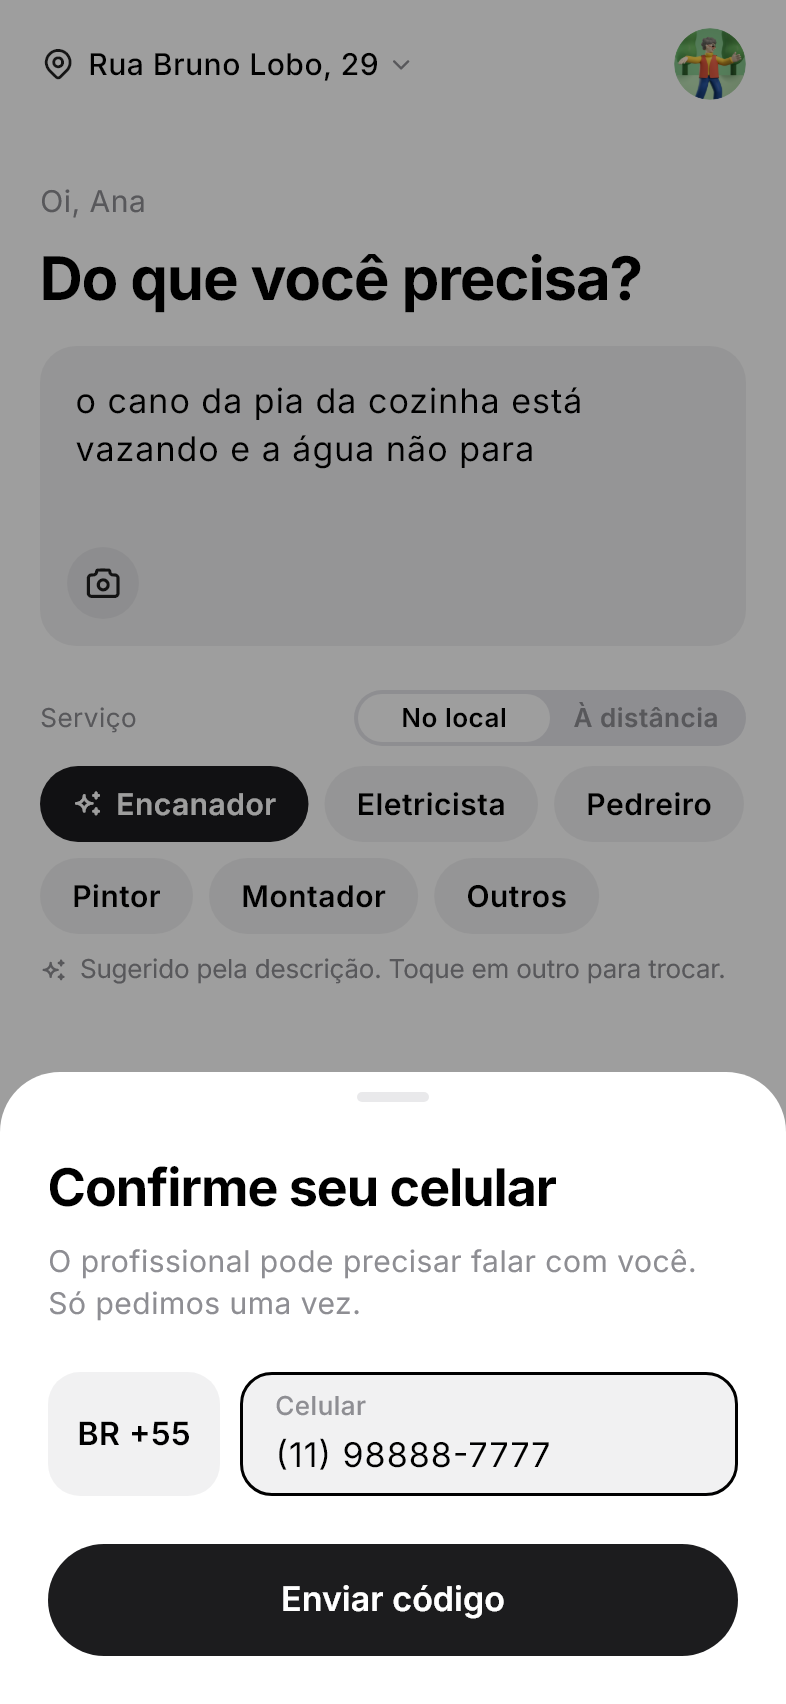 Rua Bruno Lobo, 29
Oi, Ana
Do que você precisa?
o cano da pia da cozinha está
vazando e a água não para
Serviço
No local
À distância
Encanador
Eletricista
Pedreiro
Pintor
Montador
Outros
Sugerido pela descrição. Toque em outro para trocar.
Confirme seu celular
O profissional pode precisar falar com você.
Só pedimos uma vez.
BR +55
Celular
(11) 98888-7777
Enviar código